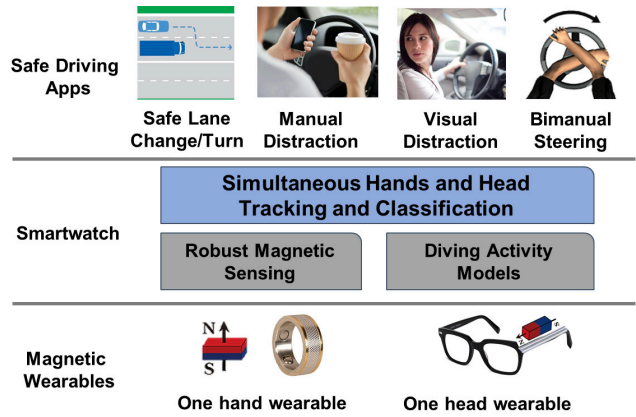 Safe Driving
Apps
Safe Lane
Change/Turn
Manual
Distraction
Visual
Distraction
Bimanual
Steering
Smartwatch
Simultaneous Hands and Head
Tracking and Classification
Robust Magnetic
Sensing
Diving Activity
Models
Magnetic
Wearables
N
S
One hand wearable
N
S
One head wearable